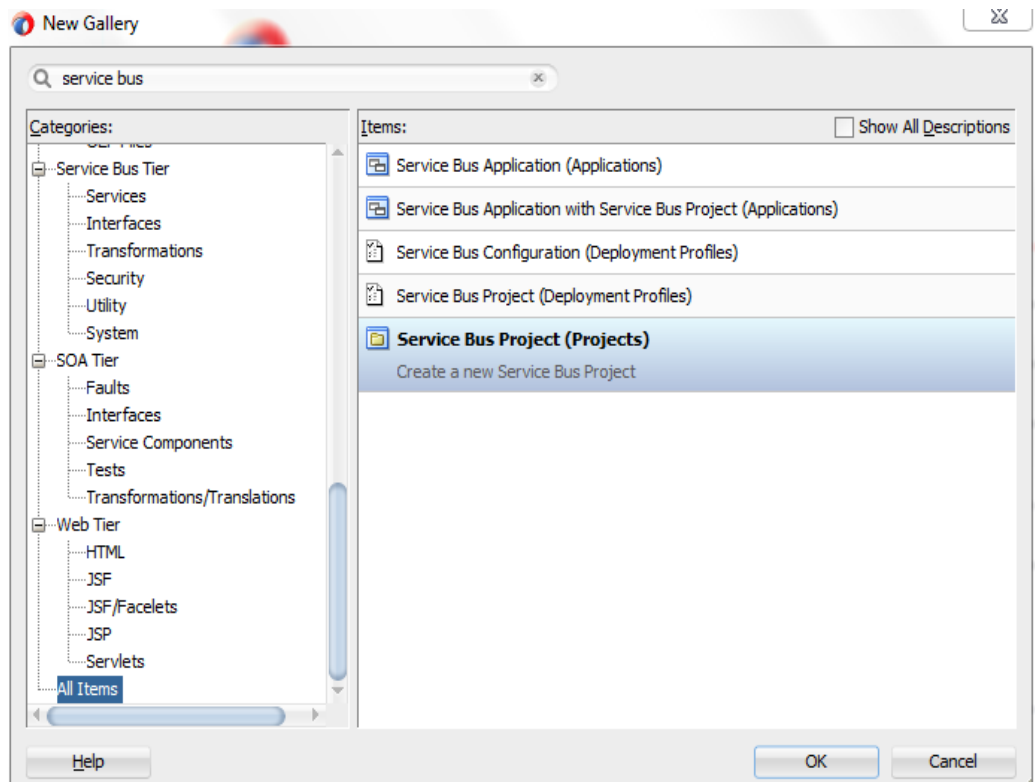 New Gallery
service bus
Categories:
Service Bus Tier
Services
Interfaces
Transformations
Security
Utility
System
SOA Tier
Faults
Interfaces
Service Components
Tests
Transformations/Translations
Web Tier
HTML
JSF
JSF/Facelets
JSP
Servlets
All Items
Items:
Show All Descriptions
Service Bus Application (Applications)
Service Bus Application with Service Bus Project (Applications)
Service Bus Configuration (Deployment Profiles)
Service Bus Project (Deployment Profiles)
Service Bus Project (Projects)
Create a new Service Bus Project
Help
OK
Cancel